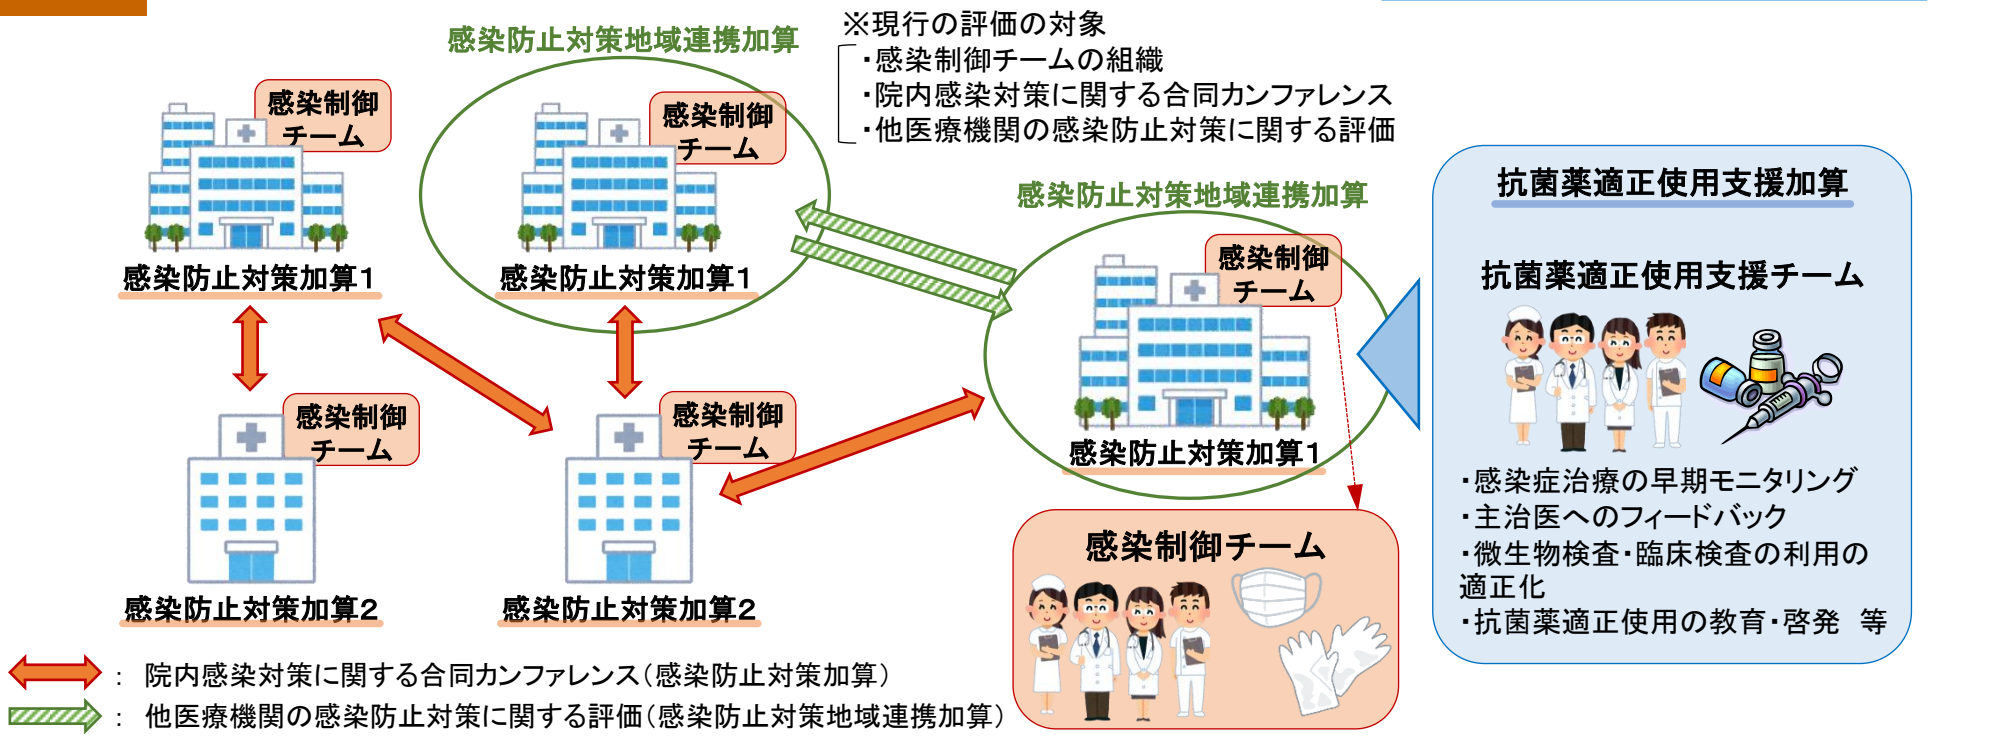 ※現行の評価の対象
・感染制御チームの組織
・院内感染対策に関する合同カンファレンス
・他医療機関の感染防止対策に関する評価
感染防止対策地域連携加算
感染制御
チーム
感染防止対策加算1
感染制御
チーム
感染防止対策加算1
感染防止対策地域連携加算
感染制御
チーム
感染防止対策加算1
感染制御
チーム
感染防止対策加算2
感染制御
チーム
感染防止対策加算2
感染制御チーム
抗菌薬適正使用支援加算
抗菌薬適正使用支援チーム
・感染症治療の早期モニタリング
・主治医へのフィードバック
・微生物検査・臨床検査の利用の
適正化
・抗菌薬適正使用の教育・啓発　等
： 院内感染対策に関する合同カンファレンス（感染防止対策加算）
： 他医療機関の感染防止対策に関する評価（感染防止対策地域連携加算）